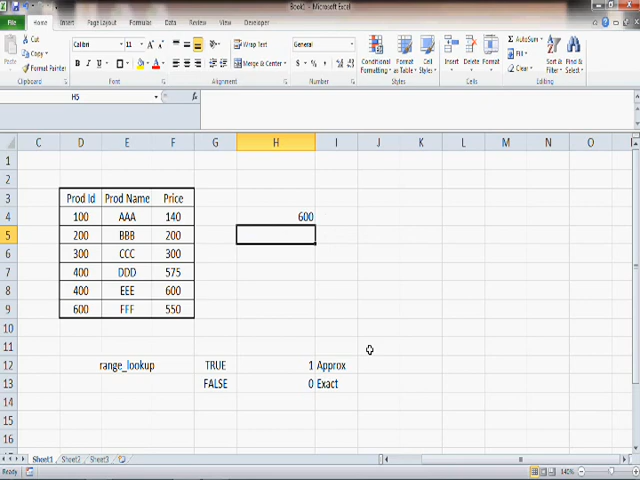 Book1 - Microsoft Excel
File Home Insert Page Layout Formulas Data Review View Developer
Cut
Copy
Format Painter
Paste
Clipboard
Calibri 11
B I U
Font
Wrap Text
Merge & Center
Alignment
General
$ % ,
Number
Conditional Formatting
Format as Table
Cell Styles
Styles
Insert Delete Format
Cells
AutoSum
Fill
Clear
Sort & Filter
Find & Select
Editing
H5 fx
C D E F G H I J K L M N O
1
2
3 Prod Id Prod Name Price
4 100 AAA 140 600
5 200 BBB 200
6 300 CCC 300
7 400 DDD 575
8 400 EEE 600
9 600 FFF 550
10
11
12 range_lookup TRUE 1 Approx
13 FALSE 0 Exact
14
15
16
Sheet1 Sheet2 Sheet3
Ready 140%